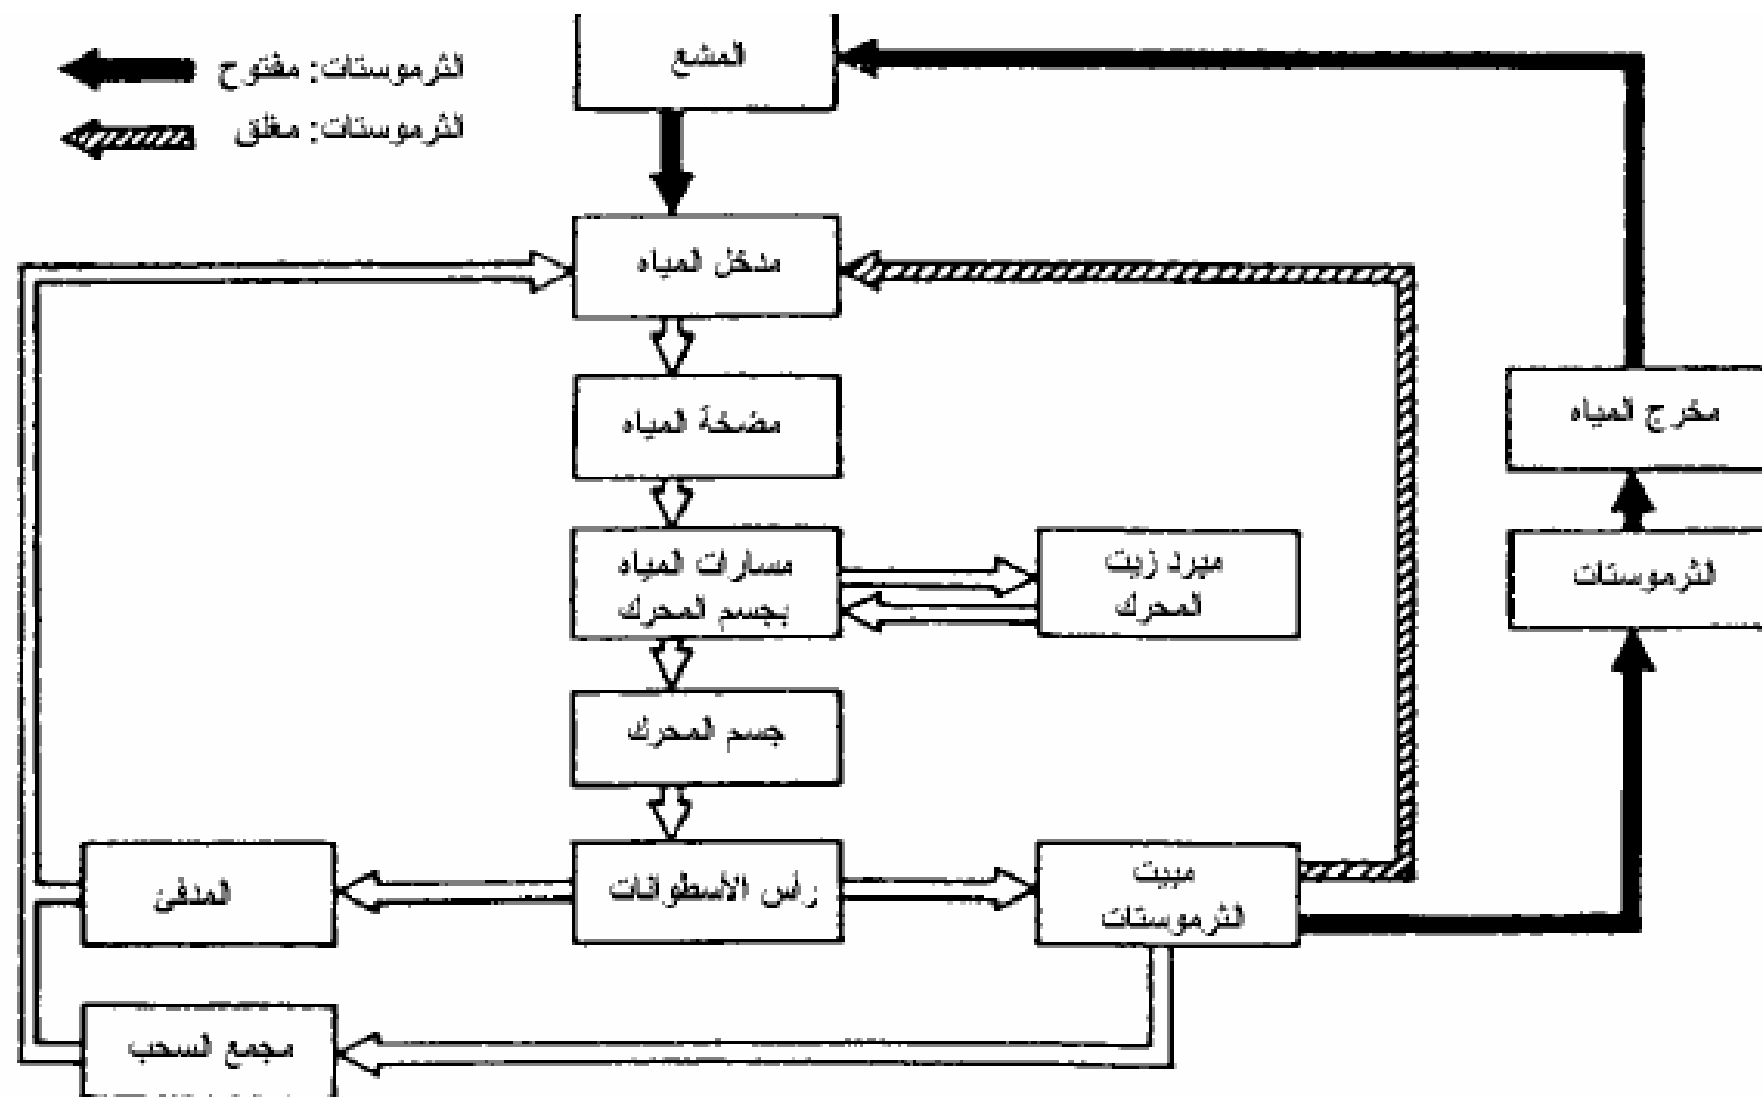 المشع
الثرموستات: مفتوح
الثرموستات: مغلق
مدخل المياه
مضخة المياه
مخرج المياه
مسارات المياه
بجسم المحرك
مبرد زيت
المحرك
الثرموستات
جسم المحرك
المدفئ
رأس الأسطوانات
مبيت
الثرموستات
مجمع السحب